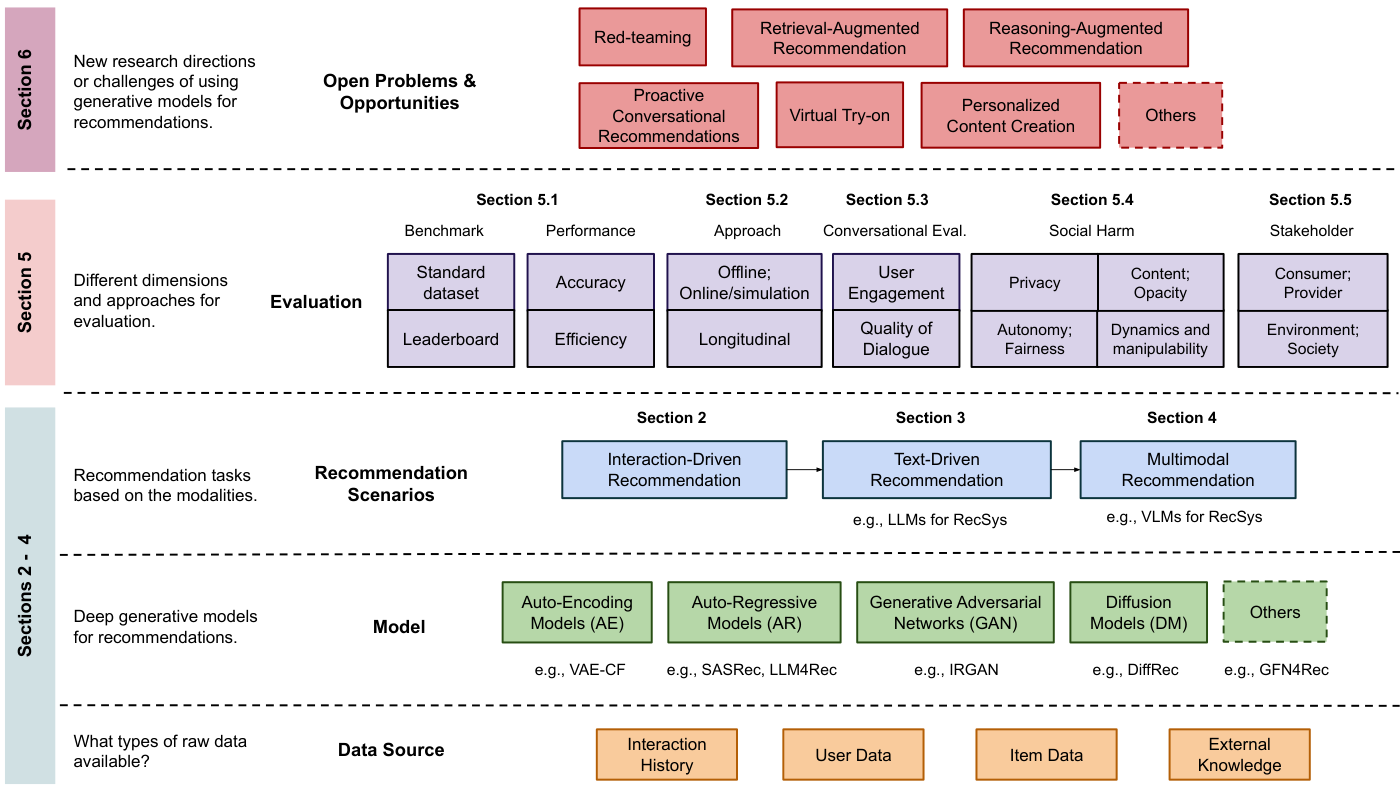 Section 6
New research directions
or challenges of using
generative models for
recommendations.
Open Problems &
Opportunities
Red-teaming
Retrieval-Augmented
Recommendation
Reasoning-Augmented
Recommendation
Proactive
Conversational
Recommendations
Virtual Try-on
Personalized
Content Creation
Others
Section 5
Different dimensions
and approaches for
evaluation.
Evaluation
Section 5.1
Section 5.2
Section 5.3
Section 5.4
Section 5.5
Benchmark
Performance
Approach
Conversational Eval.
Social Harm
Stakeholder
Standard
dataset
Accuracy
Offline;
Online/simulation
User
Engagement
Privacy
Content;
Opacity
Consumer;
Provider
Leaderboard
Efficiency
Longitudinal
Quality of
Dialogue
Autonomy;
Fairness
Dynamics and
manipulability
Environment;
Society
Sections 2 - 4
Recommendation tasks
based on the modalities.
Recommendation
Scenarios
Section 2
Section 3
Section 4
Interaction-Driven
Recommendation
Text-Driven
Recommendation
Multimodal
Recommendation
e.g., LLMs for RecSys
e.g., VLMs for RecSys
Deep generative models
for recommendations.
Model
Auto-Encoding
Models (AE)
Auto-Regressive
Models (AR)
Generative Adversarial
Networks (GAN)
Diffusion
Models (DM)
Others
e.g., VAE-CF
e.g., SASRec, LLM4Rec
e.g., IRGAN
e.g., DiffRec
e.g., GFN4Rec
What types of raw data
available?
Data Source
Interaction
History
User Data
Item Data
External
Knowledge